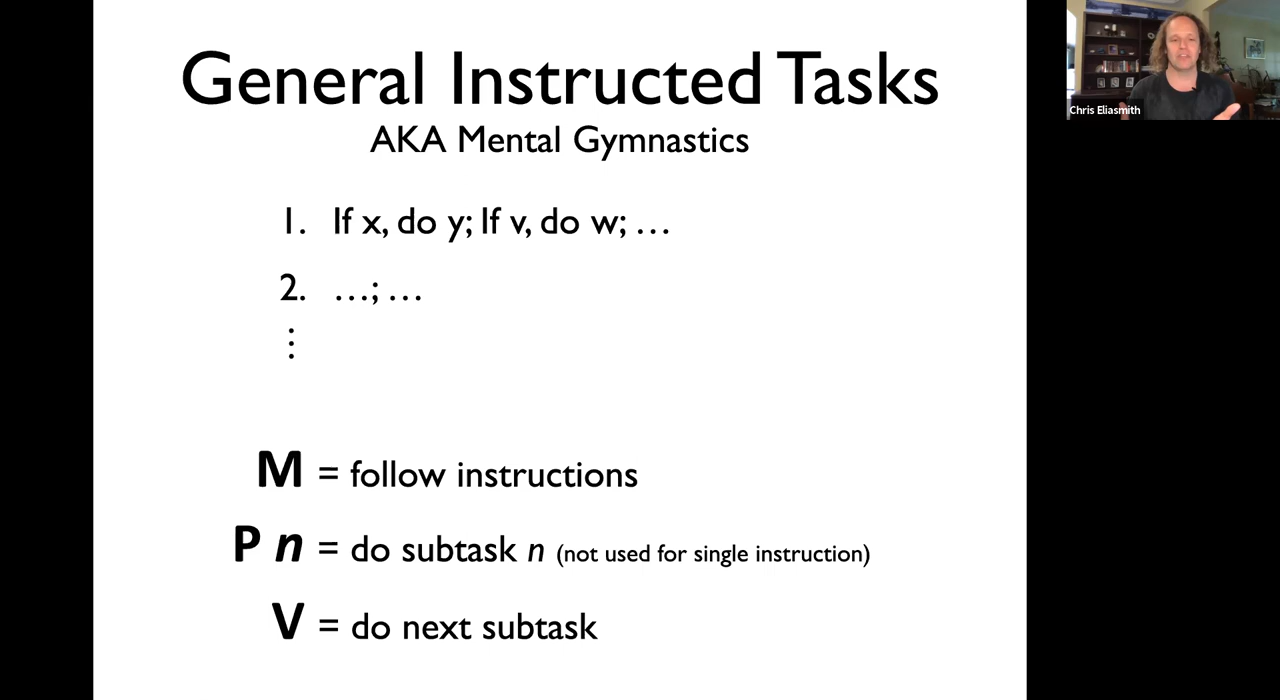 General Instructed Tasks
AKA Mental Gymnastics
1. If x, do y; If v, do w; …
2. …; …
⋮
M = follow instructions
P n = do subtask n (not used for single instruction)
V = do next subtask
Chris Eliasmith